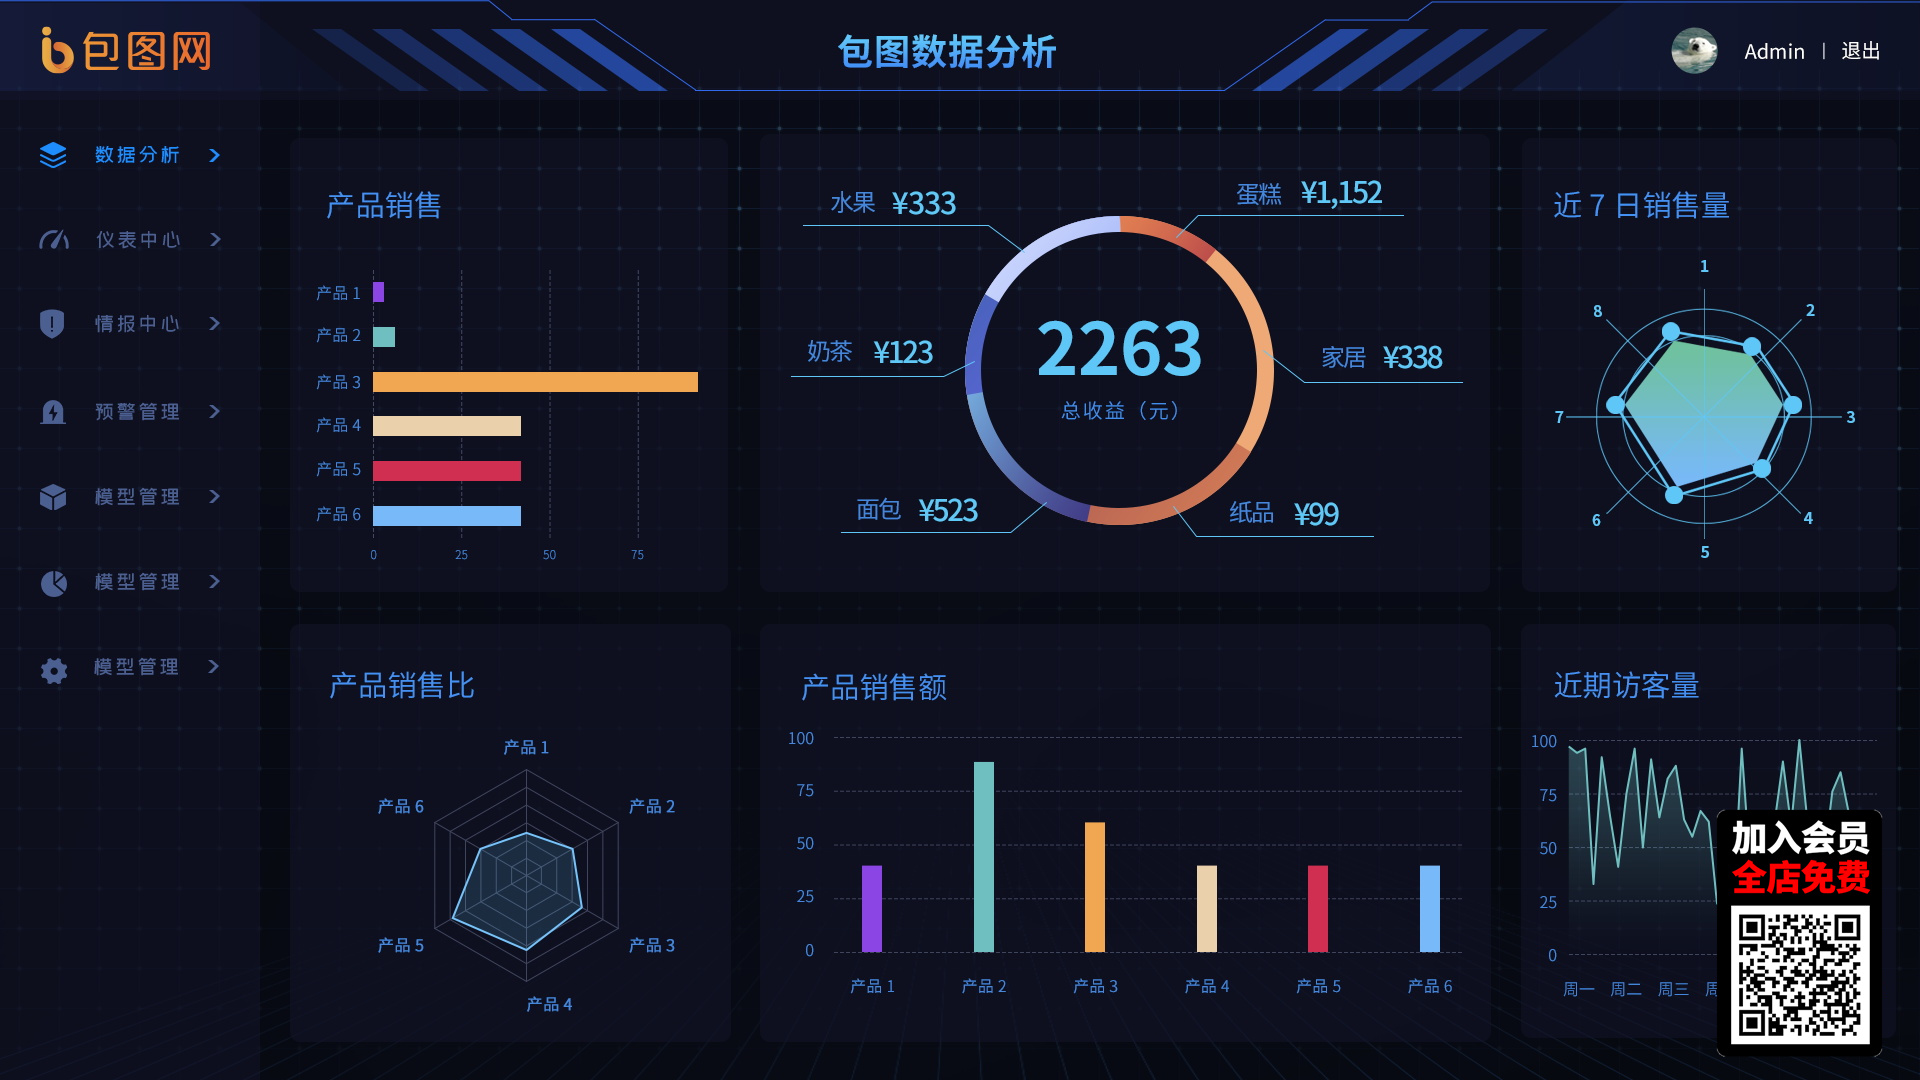 包图网
包图数据分析
Admin | 退出
数据分析
仪表中心
情报中心
预警管理
模型管理
模型管理
模型管理
产品销售
产品 1
产品 2
产品 3
产品 4
产品 5
产品 6
0 25 50 75
水果 ¥333
蛋糕 ¥1,152
奶茶 ¥123
家居 ¥338
面包 ¥523
纸品 ¥99
2263
总收益（元）
近 7 日销售量
1
2
3
4
5
6
7
8
产品销售比
产品 1
产品 2
产品 3
产品 4
产品 5
产品 6
产品销售额
100
75
50
25
0
产品 1 产品 2 产品 3 产品 4 产品 5 产品 6
近期访客量
100
75
50
25
0
周一 周二 周三
加入会员
全店免费